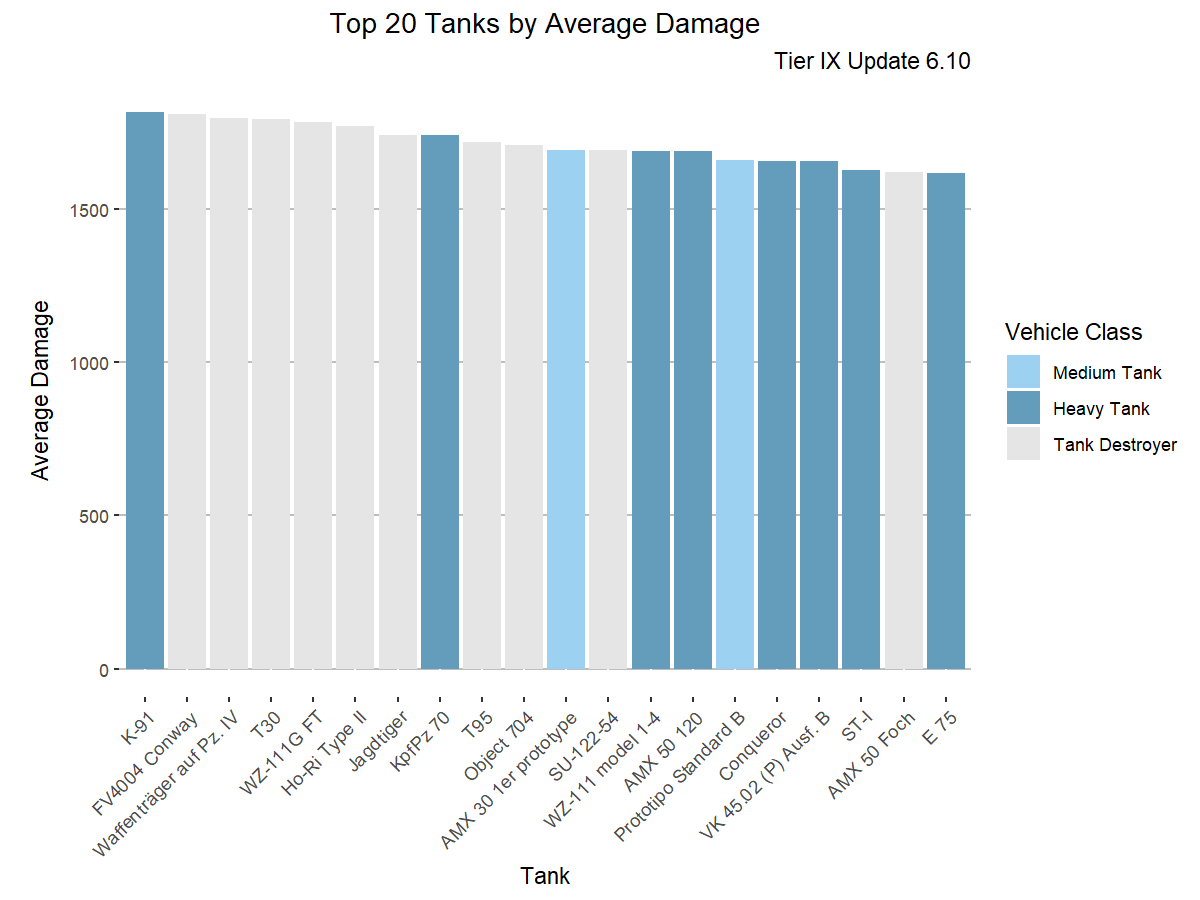 Top 20 Tanks by Average Damage
Tier IX Update 6.10
Average Damage
1500
1000
500
0
K-91
FV4004 Conway
Waffenträger auf Pz. IV
T30
WZ-111G FT
Ho-Ri Type II
Jagdtiger
KpfPz 70
T95
Object 704
AMX 30 1er prototype
SU-122-54
WZ-111 model 1-4
AMX 50 120
Prototipo Standard B
Conqueror
VK 45.02 (P) Ausf. B
ST-I
AMX 50 Foch
E 75
Tank
Vehicle Class
Medium Tank
Heavy Tank
Tank Destroyer